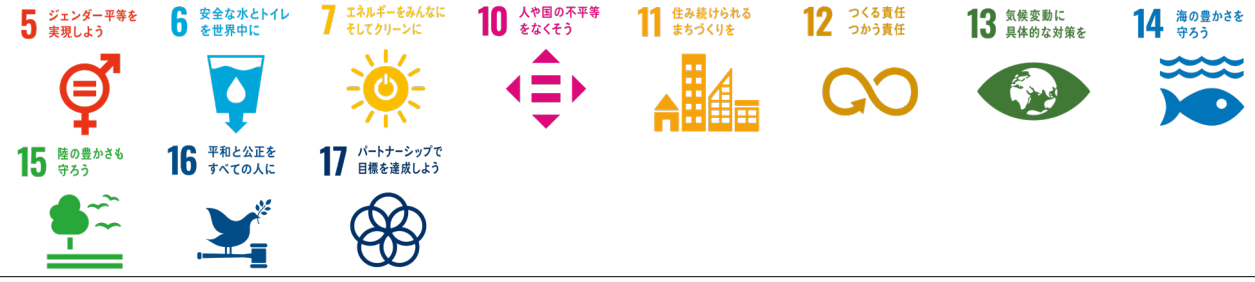 5 ジェンダー平等を
実現しよう
6 安全な水とトイレ
を世界中に
7 エネルギーをみんなに
そしてクリーンに
10 人や国の不平等
をなくそう
11 住み続けられる
まちづくりを
12 つくる責任
つかう責任
13 気候変動に
具体的な対策を
14 海の豊かさを
守ろう
15 陸の豊かさも
守ろう
16 平和と公正を
すべての人に
17 パートナーシップで
目標を達成しよう